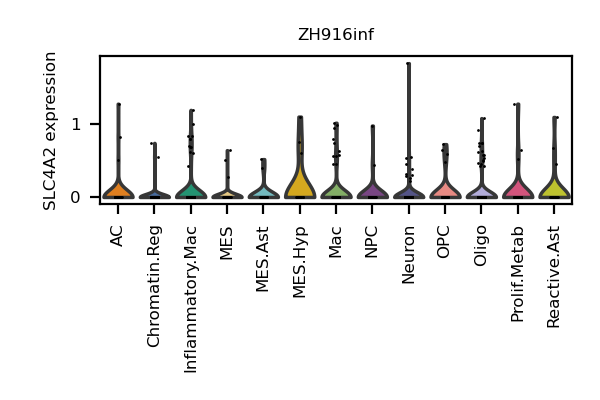 ZH916inf
SLC4A2 expression
1
0
AC
Chromatin.Reg
Inflammatory.Mac
MES
MES.Ast
MES.Hyp
Mac
NPC
Neuron
OPC
Oligo
Prolif.Metab
Reactive.Ast